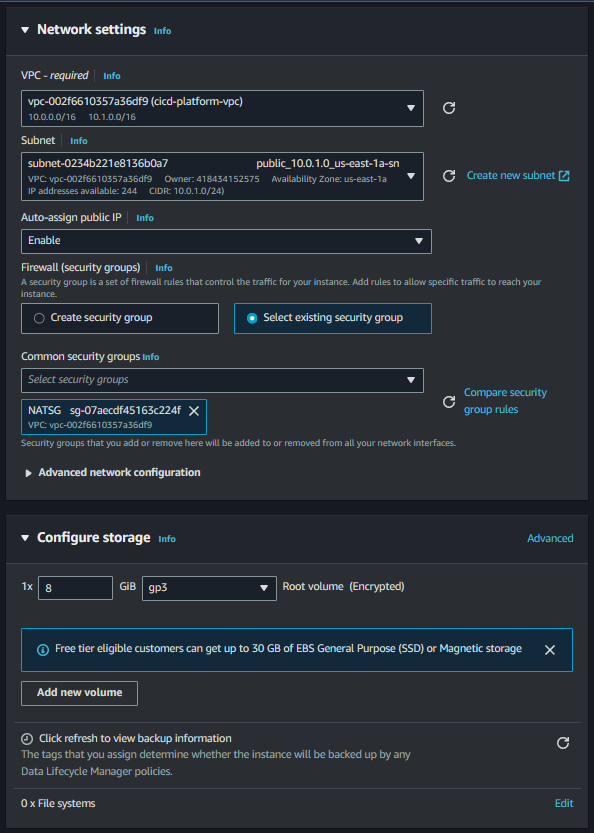 Network settings Info
VPC - required Info
vpc-002f6610357a36df9 (cicd-platform-vpc)
10.0.0.0/16 10.1.0.0/16
Subnet Info
subnet-0234b221e8136b0a7 public_10.0.1.0_us-east-1a-sn
VPC: vpc-002f6610357a36df9 Owner: 418434152575 Availability Zone: us-east-1a
IP addresses available: 244 CIDR: 10.0.1.0/24)
Create new subnet
Auto-assign public IP Info
Enable
Firewall (security groups) Info
A security group is a set of firewall rules that control the traffic for your instance. Add rules to allow specific traffic to reach your
instance.
Create security group
Select existing security group
Common security groups Info
Select security groups
NATSG sg-07aecdf45163c224f
VPC: vpc-002f6610357a36df9
Compare security
group rules
Security groups that you add or remove here will be added to or removed from all your network interfaces.
Advanced network configuration
Configure storage Info
Advanced
1x 8 GiB gp3 Root volume (Encrypted)
Free tier eligible customers can get up to 30 GB of EBS General Purpose (SSD) or Magnetic storage
Add new volume
Click refresh to view backup information
The tags that you assign determine whether the instance will be backed up by any
Data Lifecycle Manager policies.
0 x File systems
Edit